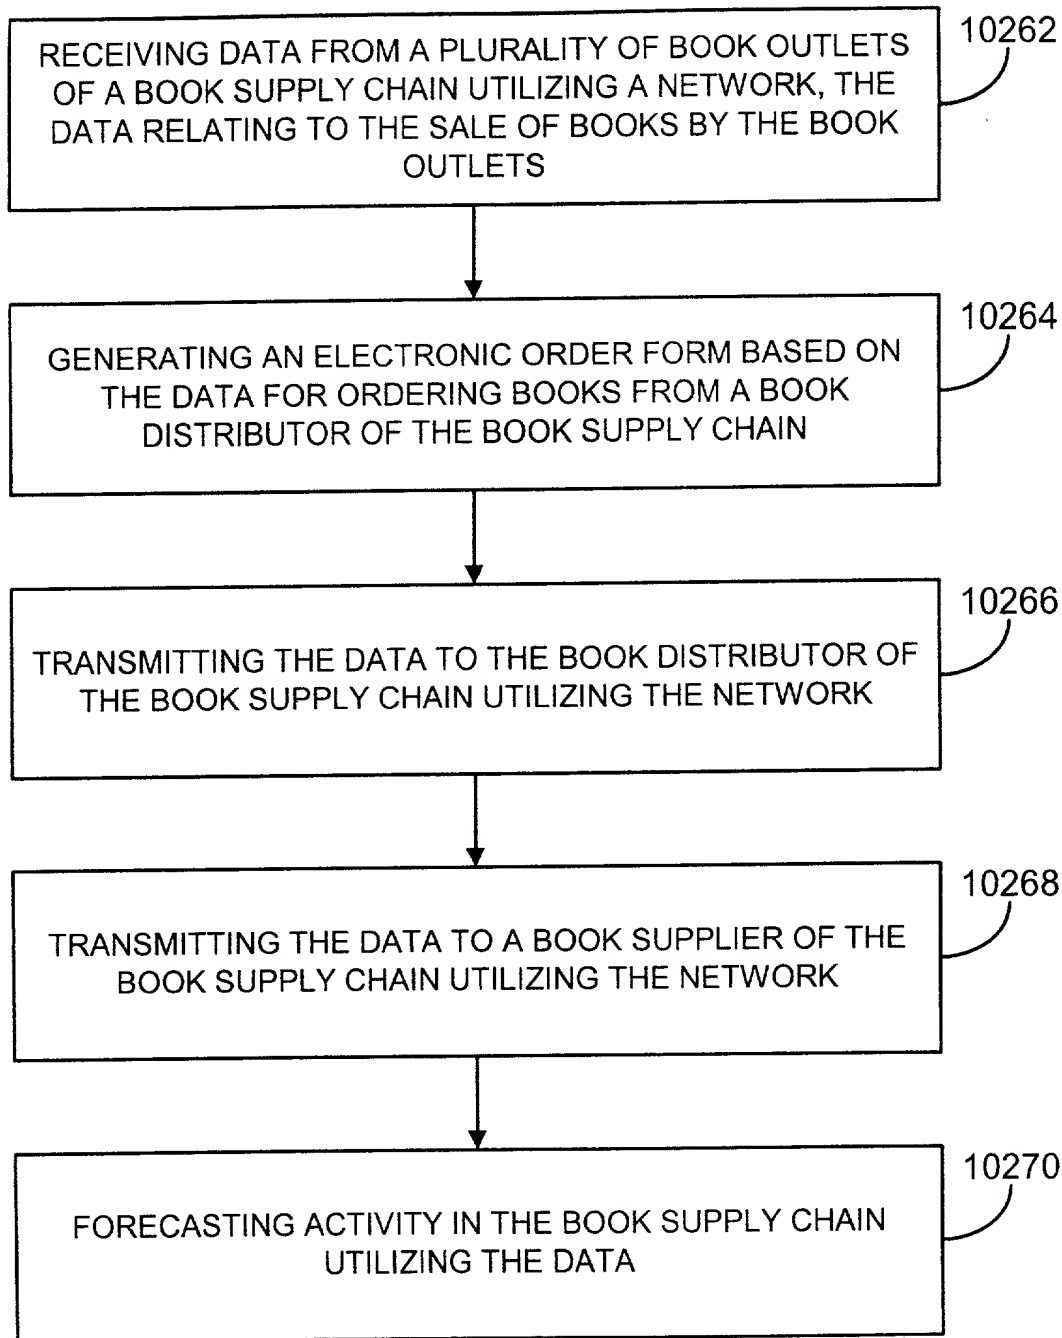 RECEIVING DATA FROM A PLURALITY OF BOOK OUTLETS
OF A BOOK SUPPLY CHAIN UTILIZING A NETWORK, THE
DATA RELATING TO THE SALE OF BOOKS BY THE BOOK
OUTLETS
10262
GENERATING AN ELECTRONIC ORDER FORM BASED ON
THE DATA FOR ORDERING BOOKS FROM A BOOK
DISTRIBUTOR OF THE BOOK SUPPLY CHAIN
10264
TRANSMITTING THE DATA TO THE BOOK DISTRIBUTOR OF
THE BOOK SUPPLY CHAIN UTILIZING THE NETWORK
10266
TRANSMITTING THE DATA TO A BOOK SUPPLIER OF THE
BOOK SUPPLY CHAIN UTILIZING THE NETWORK
10268
FORECASTING ACTIVITY IN THE BOOK SUPPLY CHAIN
UTILIZING THE DATA
10270